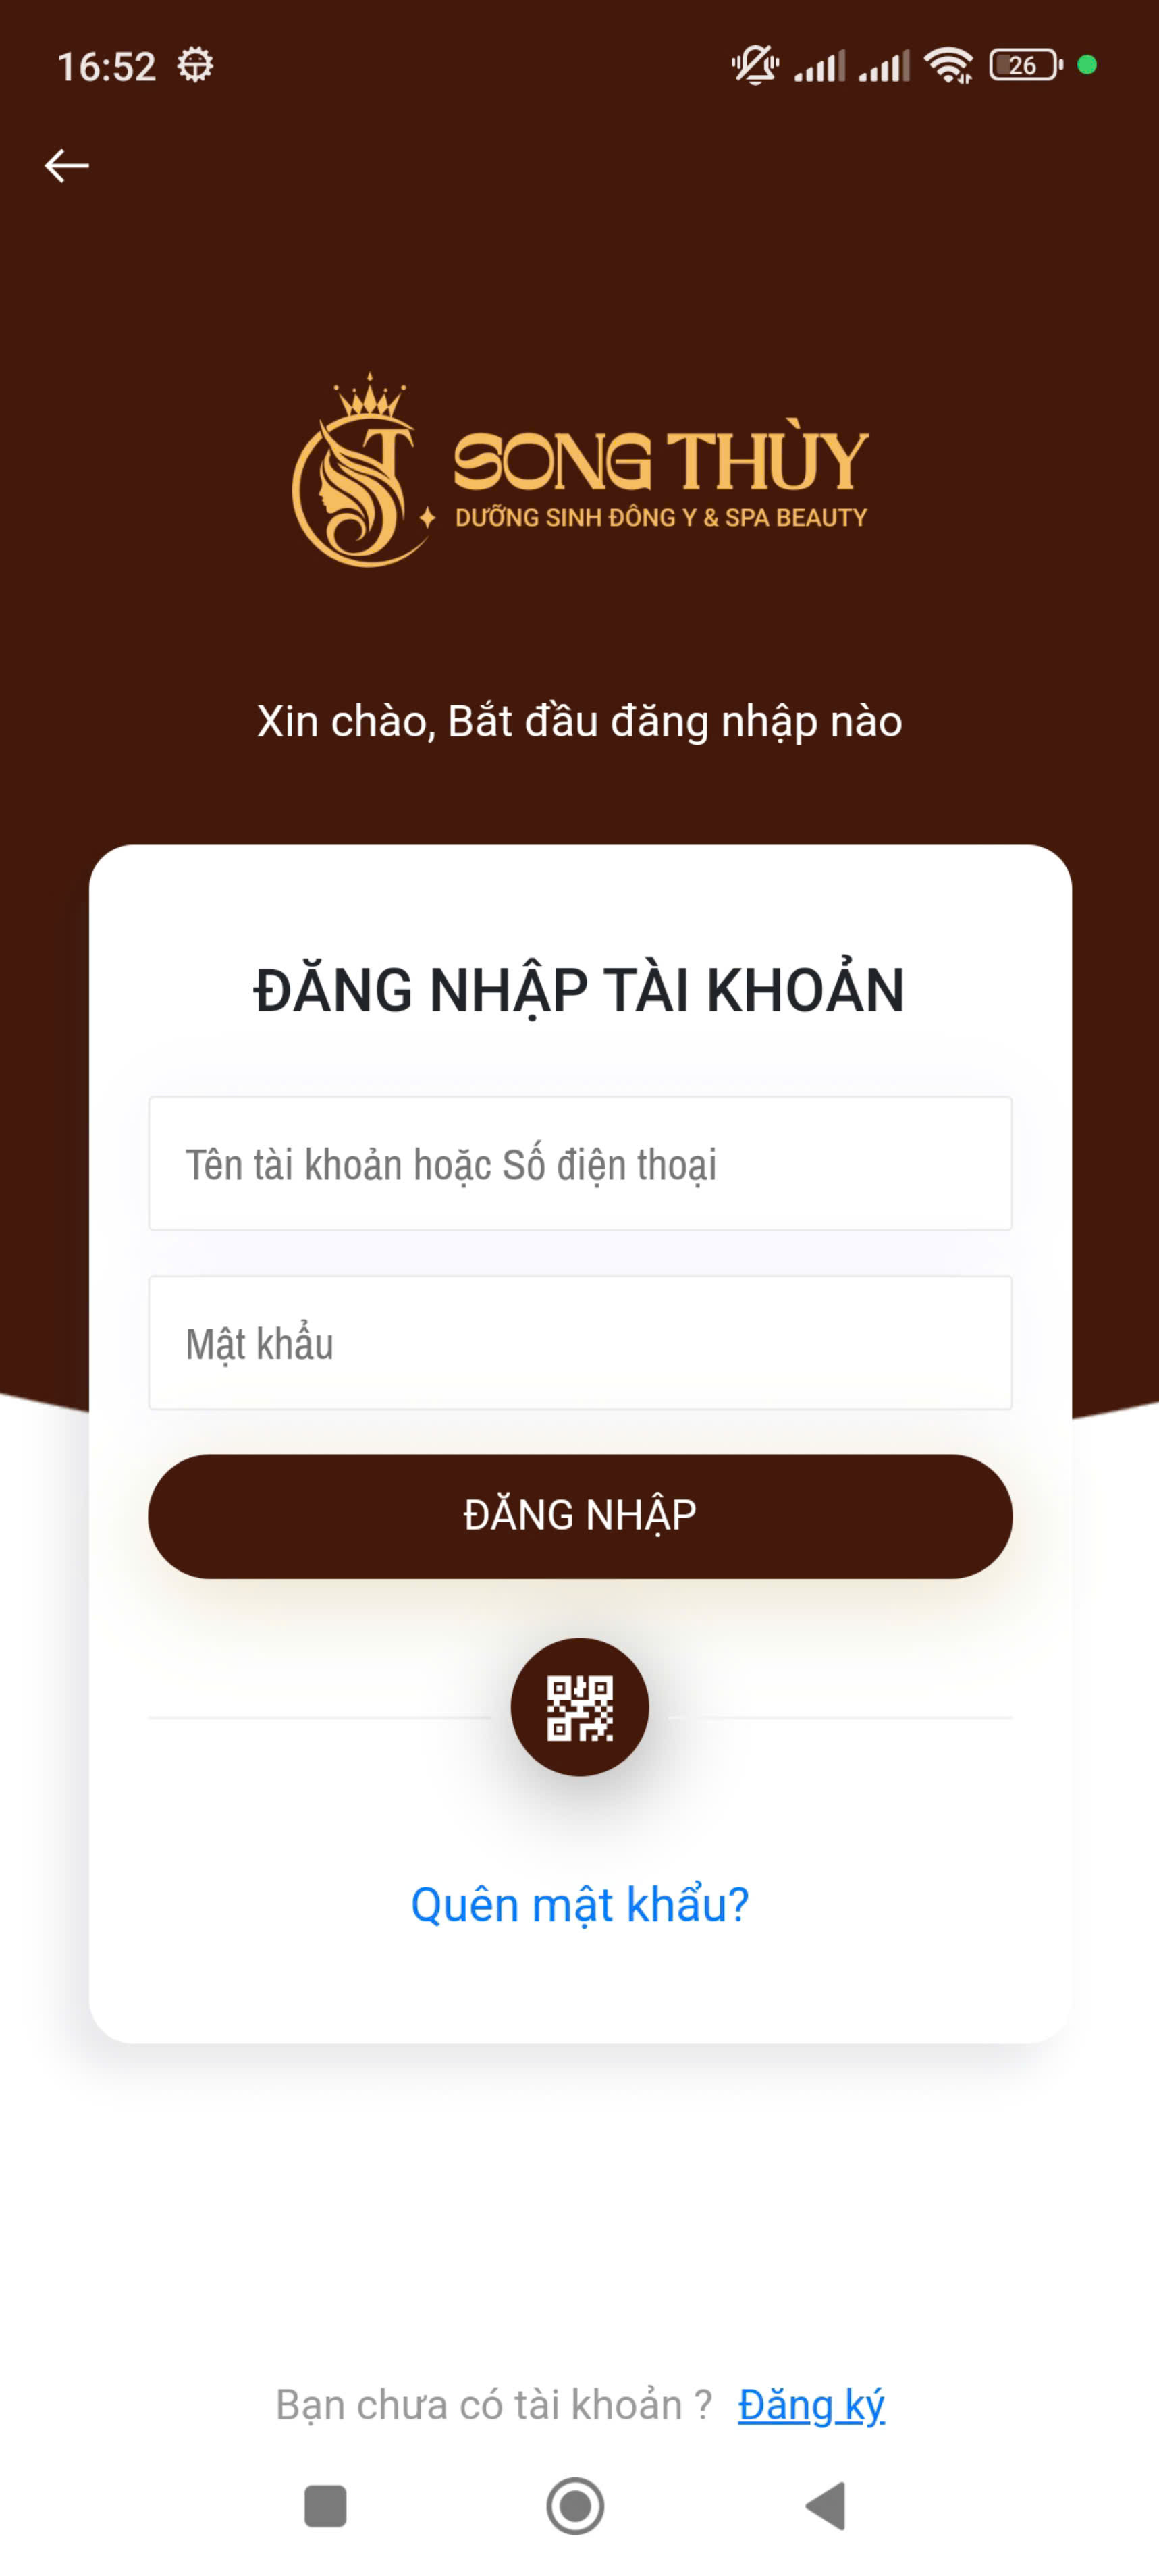 16:52
26
SONG THÙY
DƯỠNG SINH ĐÔNG Y & SPA BEAUTY
Xin chào, Bắt đầu đăng nhập nào
ĐĂNG NHẬP TÀI KHOẢN
Tên tài khoản hoặc Số điện thoại
Mật khẩu
ĐĂNG NHẬP
Quên mật khẩu?
Bạn chưa có tài khoản ? Đăng ký